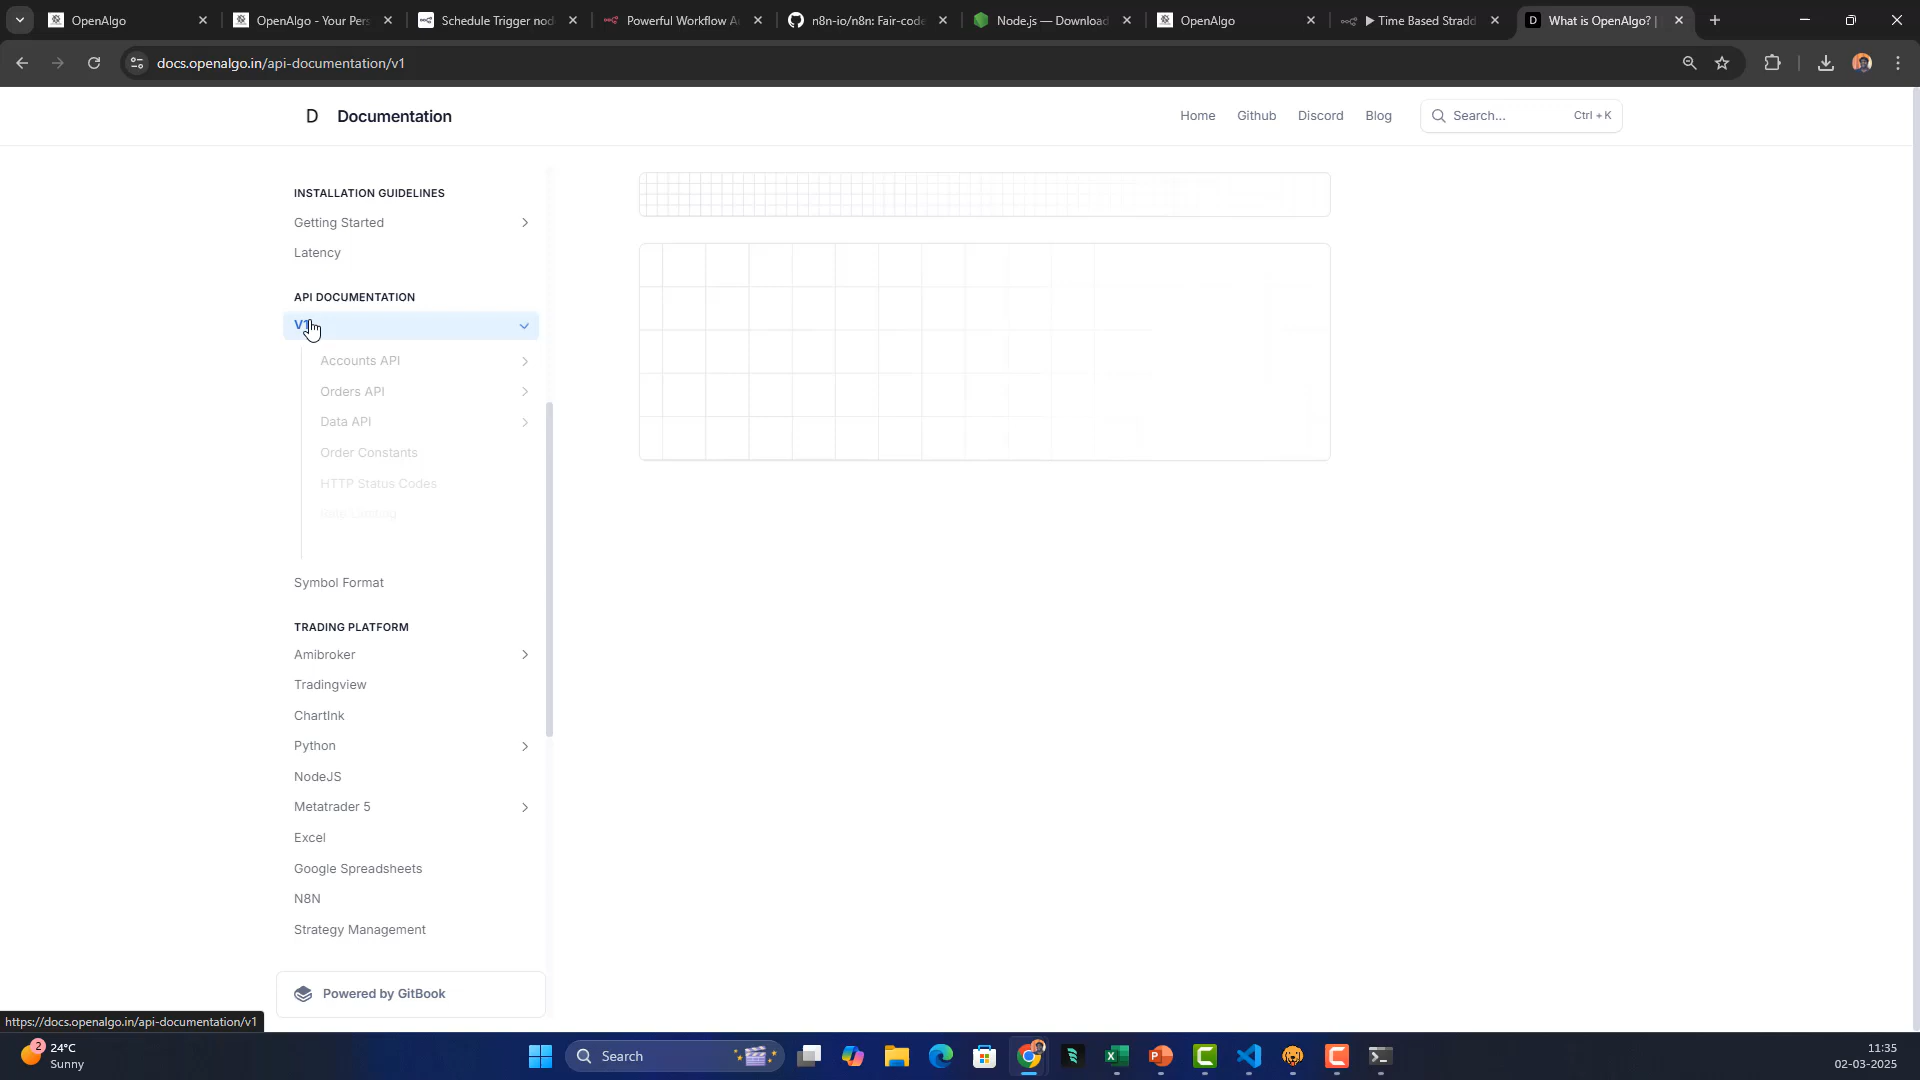 OpenAlgo
OpenAlgo - Your Pers
Schedule Trigger nod
Powerful Workflow Au
n8n-io/n8n: Fair-code
Node.js — Download
OpenAlgo
▶ Time Based Stradd
D What is OpenAlgo? |
docs.openalgo.in/api-documentation/v1
D Documentation
Home
Github
Discord
Blog
Search...
Ctrl + K
INSTALLATION GUIDELINES
Getting Started
Latency
API DOCUMENTATION
V1
Accounts API
Orders API
Data API
Order Constants
HTTP Status Codes
Rate Limiting
Symbol Format
TRADING PLATFORM
Amibroker
Tradingview
ChartInk
Python
NodeJS
Metatrader 5
Excel
Google Spreadsheets
N8N
Strategy Management
Powered by GitBook
https://docs.openalgo.in/api-documentation/v1
2
24°C
Sunny
Search
11:35
02-03-2025